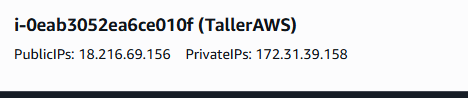 i-0eab3052ea6ce010f (TallerAWS)
PublicIPs: 18.216.69.156 PrivateIPs: 172.31.39.158